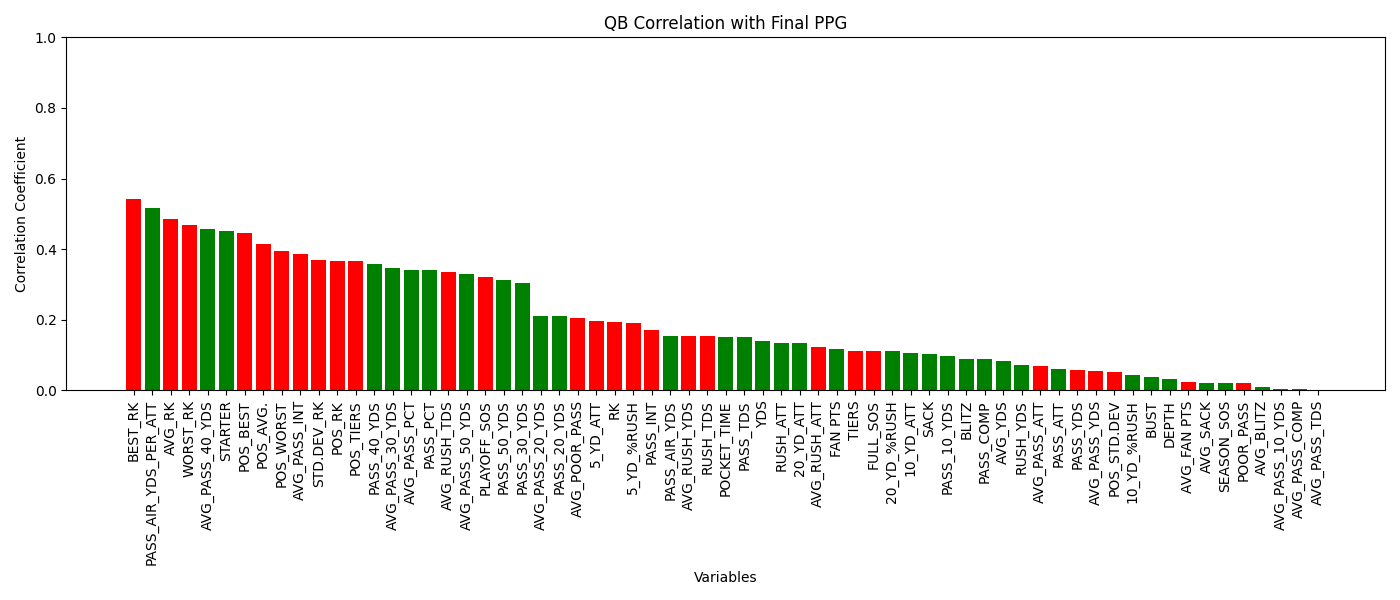 QB Correlation with Final PPG
Correlation Coefficient
1.0
0.8
0.6
0.4
0.2
0.0
BEST_RK
PASS_AIR_YDS_PER_ATT
AVG_RK
WORST_RK
AVG_PASS_40_YDS
STARTER
POS_BEST
POS_AVG.
POS_WORST
AVG_PASS_INT
STD.DEV_RK
POS_RK
POS_TIERS
PASS_40_YDS
AVG_PASS_30_YDS
AVG_PASS_PCT
PASS_PCT
AVG_RUSH_TDS
AVG_PASS_50_YDS
PLAYOFF_SOS
PASS_50_YDS
PASS_30_YDS
AVG_PASS_20_YDS
PASS_20_YDS
AVG_POOR_PASS
5_YD_ATT
RK
5_YD_%RUSH
PASS_INT
PASS_AIR_YDS
AVG_RUSH_YDS
RUSH_TDS
POCKET_TIME
PASS_TDS
YDS
RUSH_ATT
20_YD_ATT
AVG_RUSH_ATT
FAN PTS
TIERS
FULL_SOS
20_YD_%RUSH
10_YD_ATT
SACK
PASS_10_YDS
BLITZ
PASS_COMP
AVG_YDS
RUSH_YDS
AVG_PASS_ATT
PASS_ATT
PASS_YDS
AVG_PASS_YDS
POS_STD.DEV
10_YD_%RUSH
BUST
DEPTH
AVG_FAN PTS
AVG_SACK
SEASON_SOS
POOR_PASS
AVG_BLITZ
AVG_PASS_10_YDS
AVG_PASS_COMP
AVG_PASS_TDS
Variables